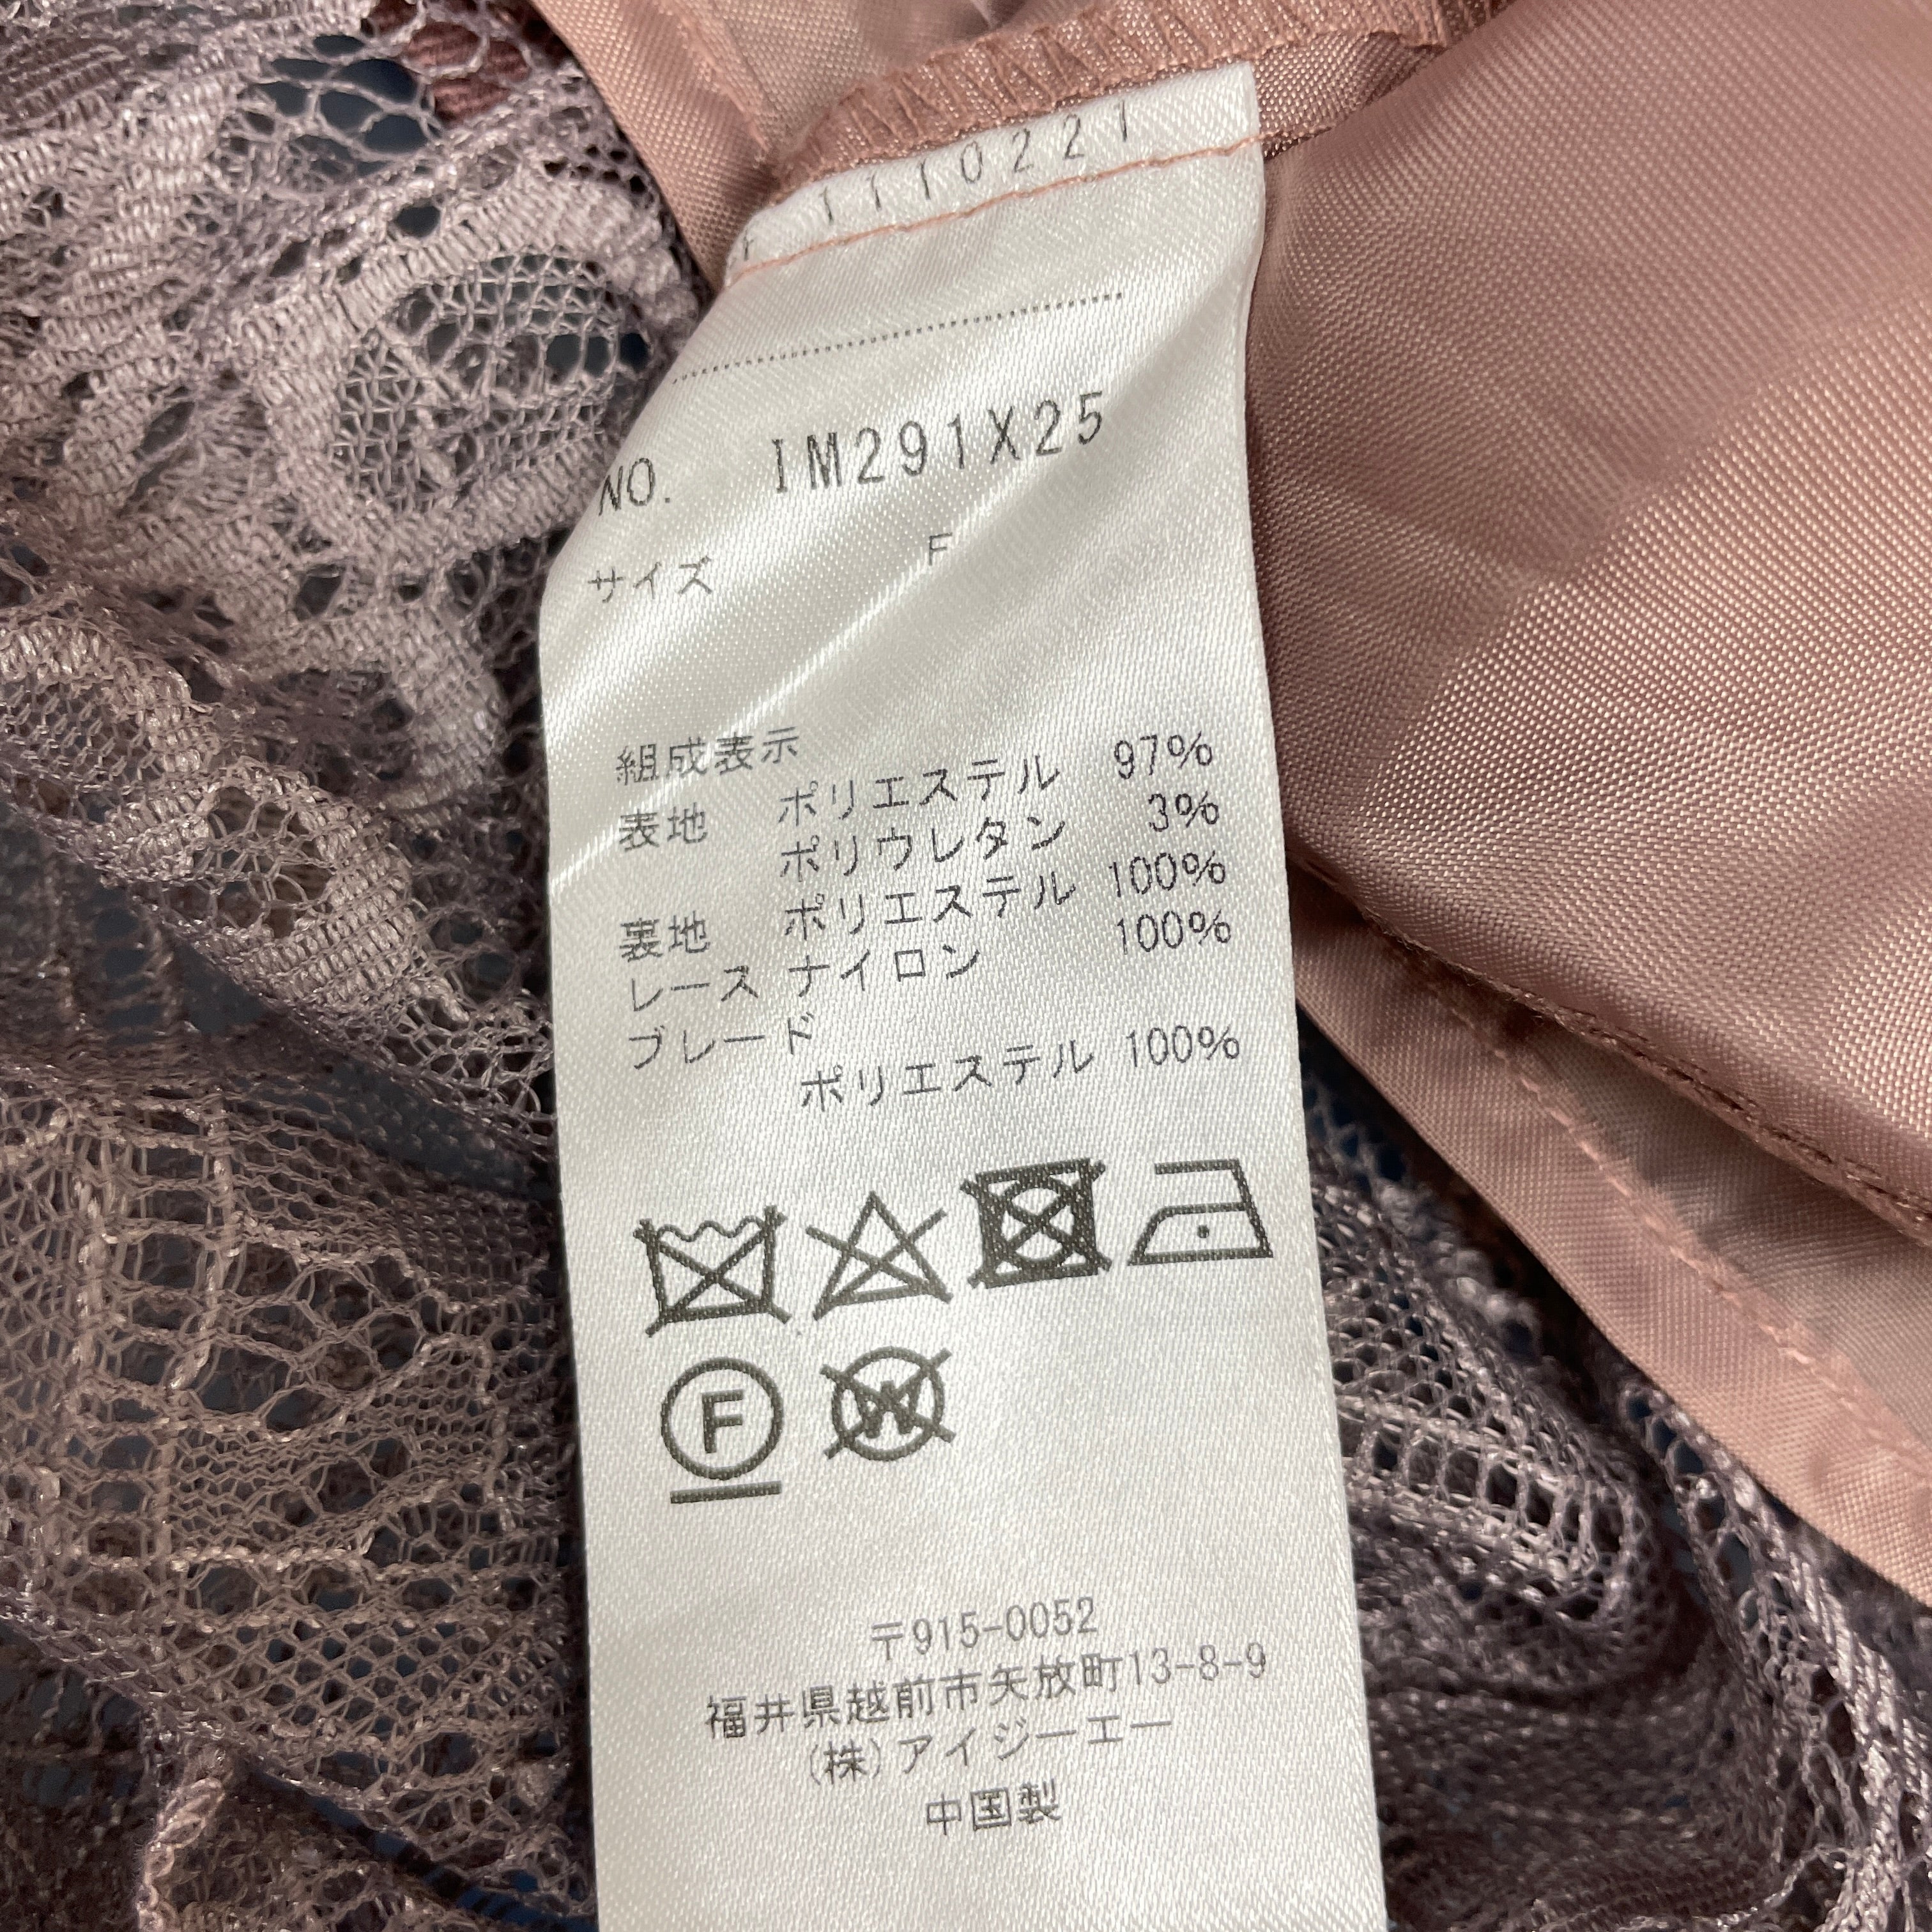 1110221
NO. IM291X25
サイズ F
組成表示
表地 ポリエステル 97%
ポリウレタン 3%
裏地 ポリエステル 100%
レース ナイロン 100%
ブレード
ポリエステル 100%
F W
〒915-0052
福井県越前市矢放町13-8-9
(株)アイジーエー
中国製